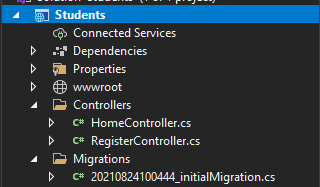 Students
Connected Services
Dependencies
Properties
wwwroot
Controllers
C# HomeController.cs
C# RegisterController.cs
Migrations
C# 20210824100444_initialMigration.cs